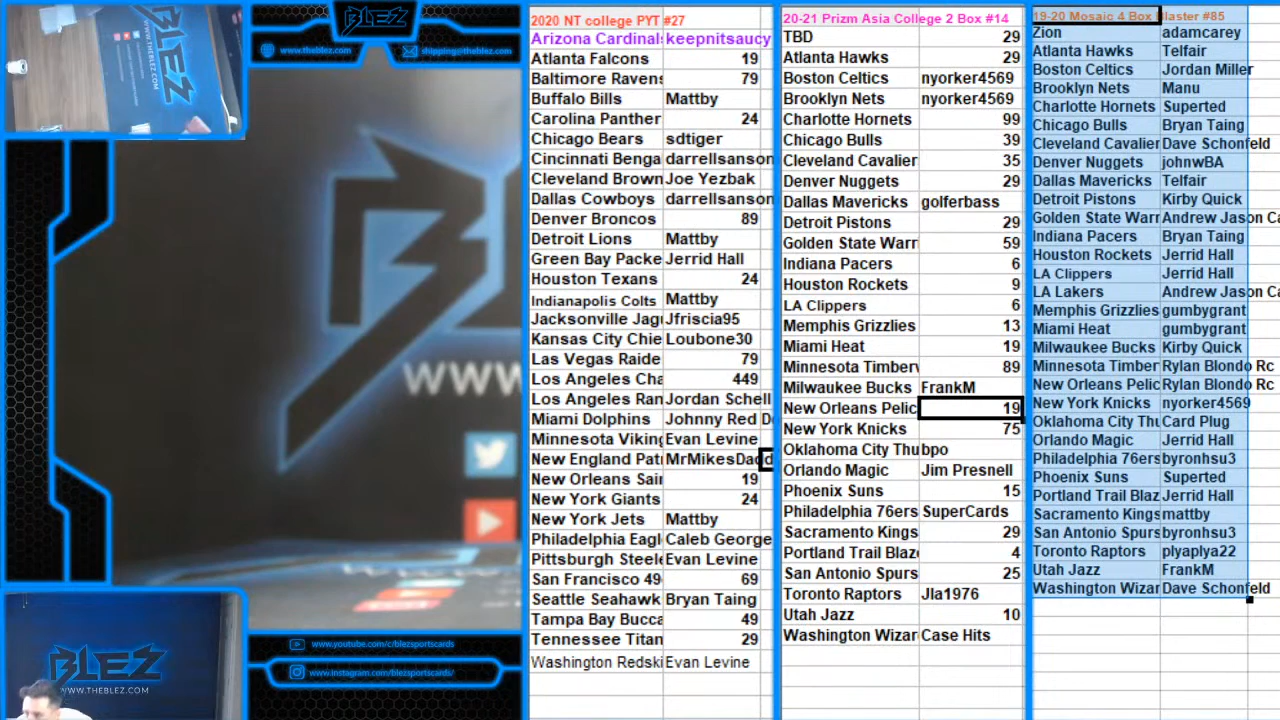 BLEZ
WWW.THEBLEZ.COM
BLEZ
www.theblez.com
shipping@theblez.com
www
www.youtube.com/c/blezsportscards
www.instagram.com/blezsportscards/
BLEZ
WWW.THEBLEZ.COM
2020 NT college PYT #27
Arizona Cardinals keepnitsaucy
Atlanta Falcons 19
Baltimore Ravens 79
Buffalo Bills Mattby
Carolina Panther 24
Chicago Bears sdtiger
Cincinnati Benga darrellsanson
Cleveland Brown Joe Yezbak
Dallas Cowboys darrellsanson
Denver Broncos 89
Detroit Lions Mattby
Green Bay Packe Jerrid Hall
Houston Texans 24
Indianapolis Colts Mattby
Jacksonville Jagu Jfriscia95
Kansas City Chie Loubone30
Las Vegas Raide 79
Los Angeles Cha 449
Los Angeles Ran Jordan Schell
Miami Dolphins Johnny Red D
Minnesota Viking Evan Levine
New England Patr MrMikesDadd
New Orleans Sain 19
New York Giants 24
New York Jets Mattby
Philadelphia Eagl Caleb George
Pittsburgh Steele Evan Levine
San Francisco 49 69
Seattle Seahawk Bryan Taing
Tampa Bay Bucca 49
Tennessee Titan 29
Washington Redski Evan Levine
20-21 Prizm Asia College 2 Box #14
TBD 29
Atlanta Hawks 29
Boston Celtics nyorker4569
Brooklyn Nets nyorker4569
Charlotte Hornets 99
Chicago Bulls 39
Cleveland Cavalier 35
Denver Nuggets 29
Dallas Mavericks golferbass
Detroit Pistons 29
Golden State Warr 59
Indiana Pacers 6
Houston Rockets 9
LA Clippers 6
Memphis Grizzlies 13
Miami Heat 19
Minnesota Timberv 89
Milwaukee Bucks FrankM
New Orleans Pelic 19
New York Knicks 75
Oklahoma City Thu bpo
Orlando Magic Jim Presnell
Phoenix Suns 15
Philadelphia 76ers SuperCards
Sacramento Kings 29
Portland Trail Blaz 4
San Antonio Spurs 25
Toronto Raptors Jla1976
Utah Jazz 10
Washington Wizar Case Hits
19-20 Mosaic 4 Box Blaster #85
Zion adamcarey
Atlanta Hawks Telfair
Boston Celtics Jordan Miller
Brooklyn Nets Manu
Charlotte Hornets Superted
Chicago Bulls Bryan Taing
Cleveland Cavalier Dave Schonfeld
Denver Nuggets johnwBA
Dallas Mavericks Telfair
Detroit Pistons Kirby Quick
Golden State Warr Andrew Jason Ca
Indiana Pacers Bryan Taing
Houston Rockets Jerrid Hall
LA Clippers Jerrid Hall
LA Lakers Andrew Jason Ca
Memphis Grizzlies gumbygrant
Miami Heat gumbygrant
Milwaukee Bucks Kirby Quick
Minnesota Timber Rylan Blondo Rc
New Orleans Pelic Rylan Blondo Rc
New York Knicks nyorker4569
Oklahoma City Thu Card Plug
Orlando Magic Jerrid Hall
Philadelphia 76ers byronhsu3
Phoenix Suns Superted
Portland Trail Blaz Jerrid Hall
Sacramento Kings mattby
San Antonio Spurs byronhsu3
Toronto Raptors plyaplya22
Utah Jazz FrankM
Washington Wizar Dave Schonfeld